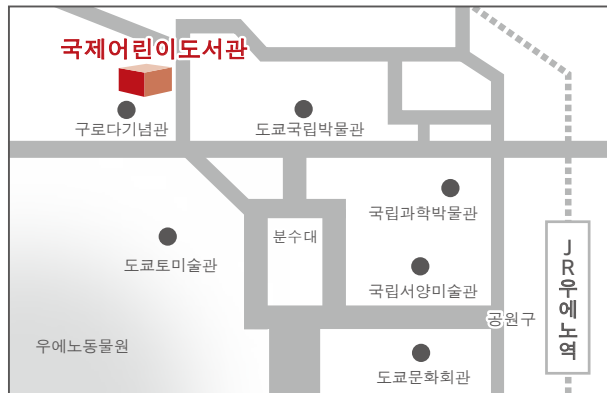 국제어린이도서관
구로다기념관
도쿄국립박물관
국립과학박물관
분수대
도쿄토미술관
국립서양미술관
공원구
JR우에노역
우에노동물원
도쿄문화회관